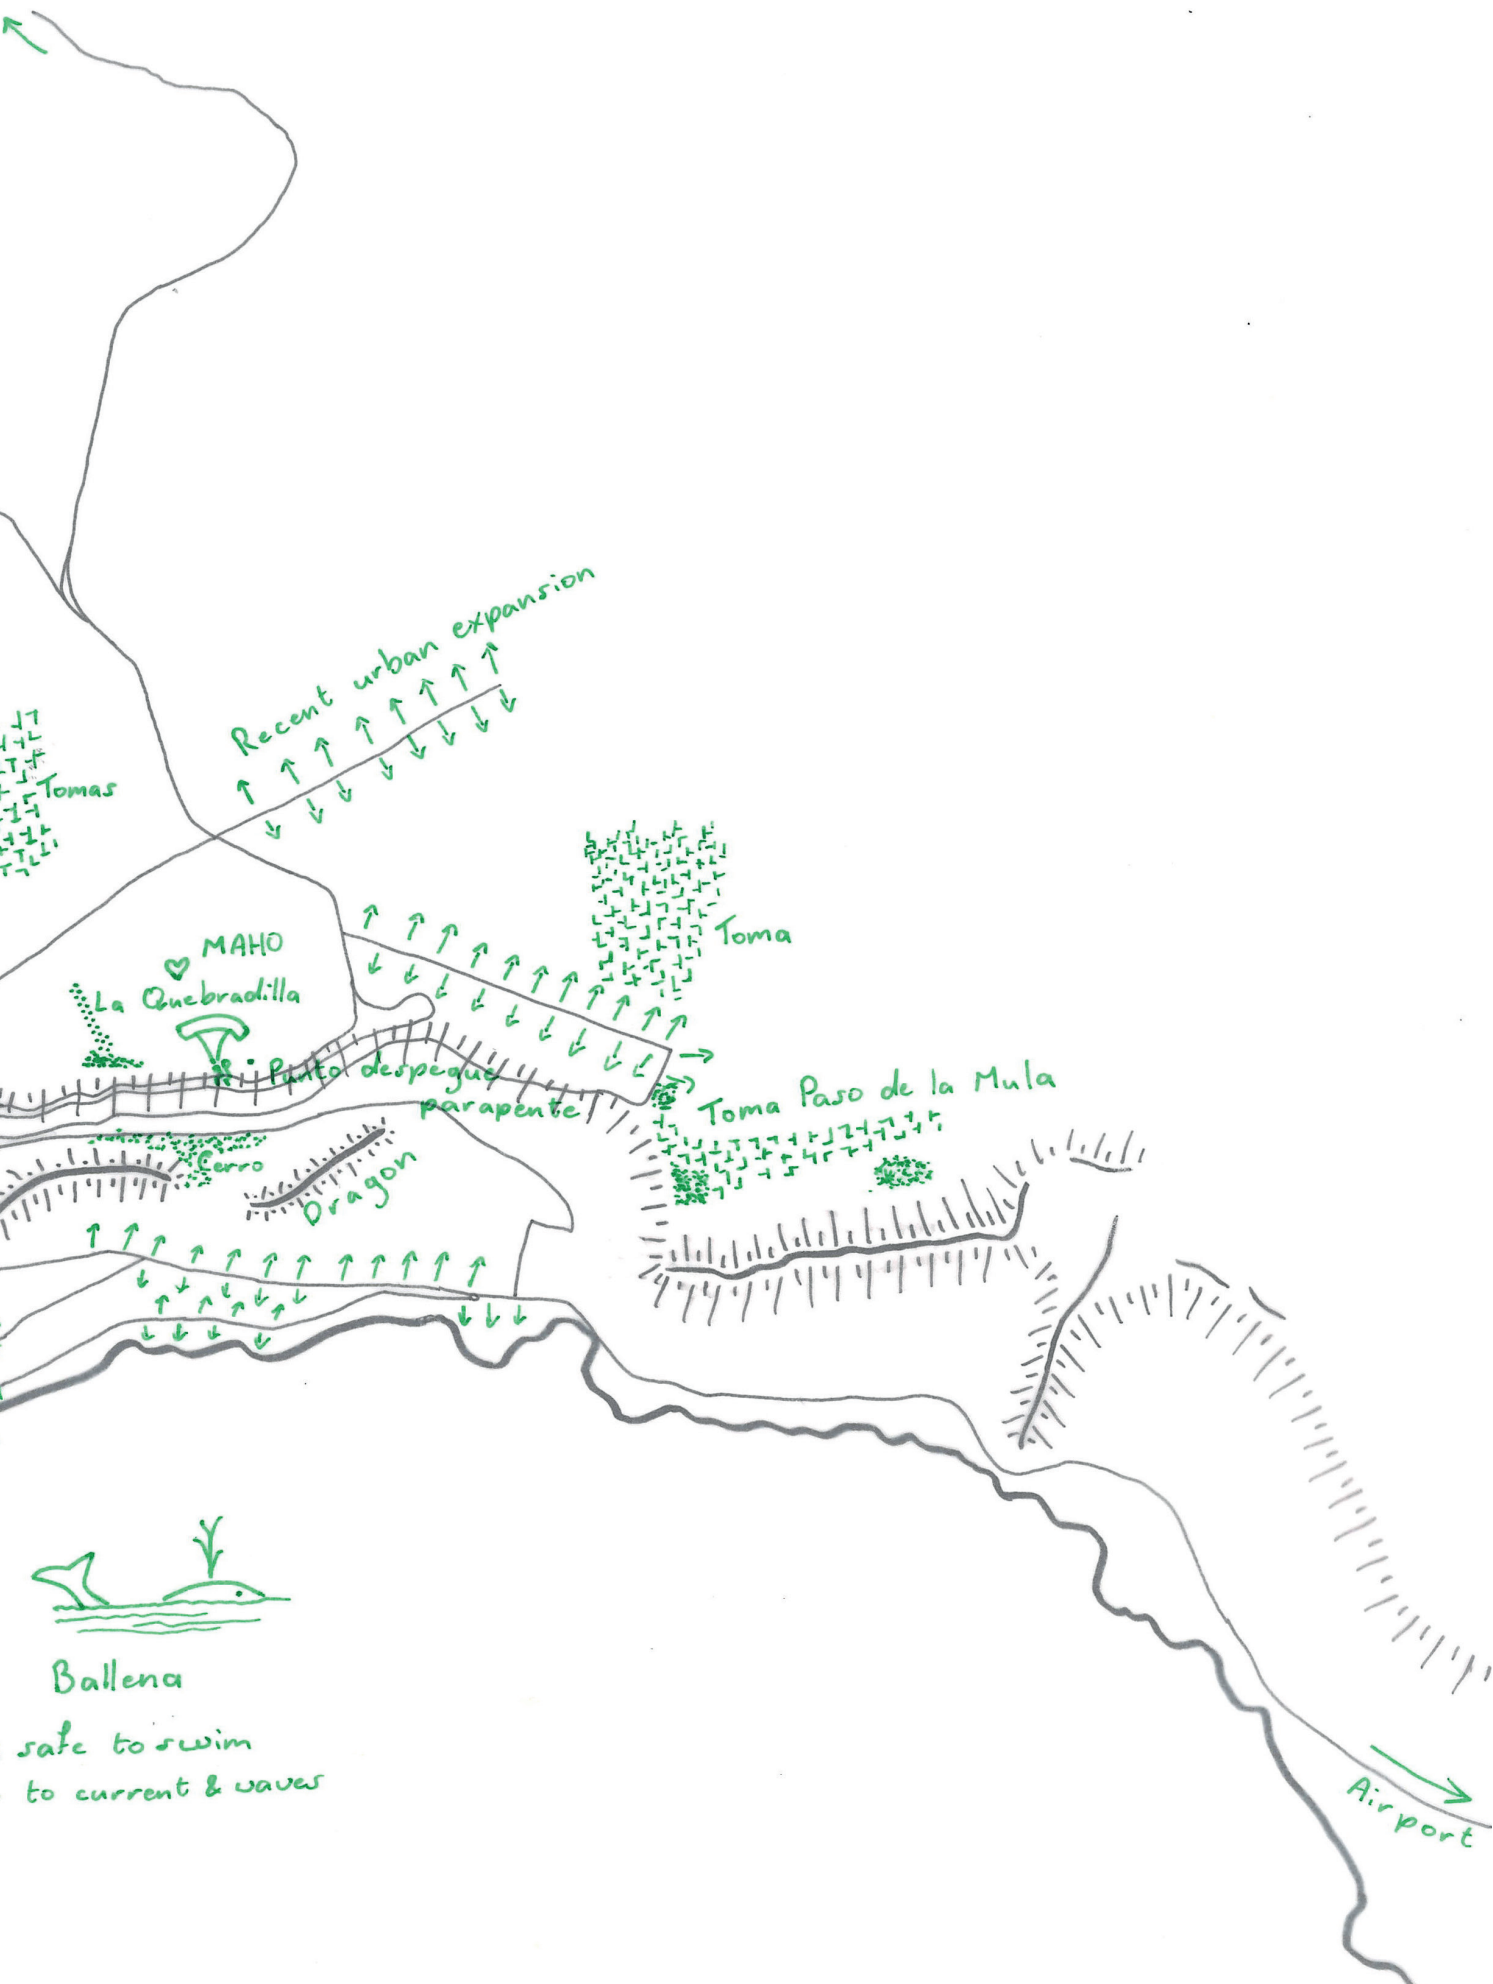 Recent urban expansion
Tomas
MAHO
La Quebradilla
Toma
Punto despegue
parapente
Toma Paso de la Mula
Cerro
Dragon
Ballena
safe to swim
to current & waves
Airport